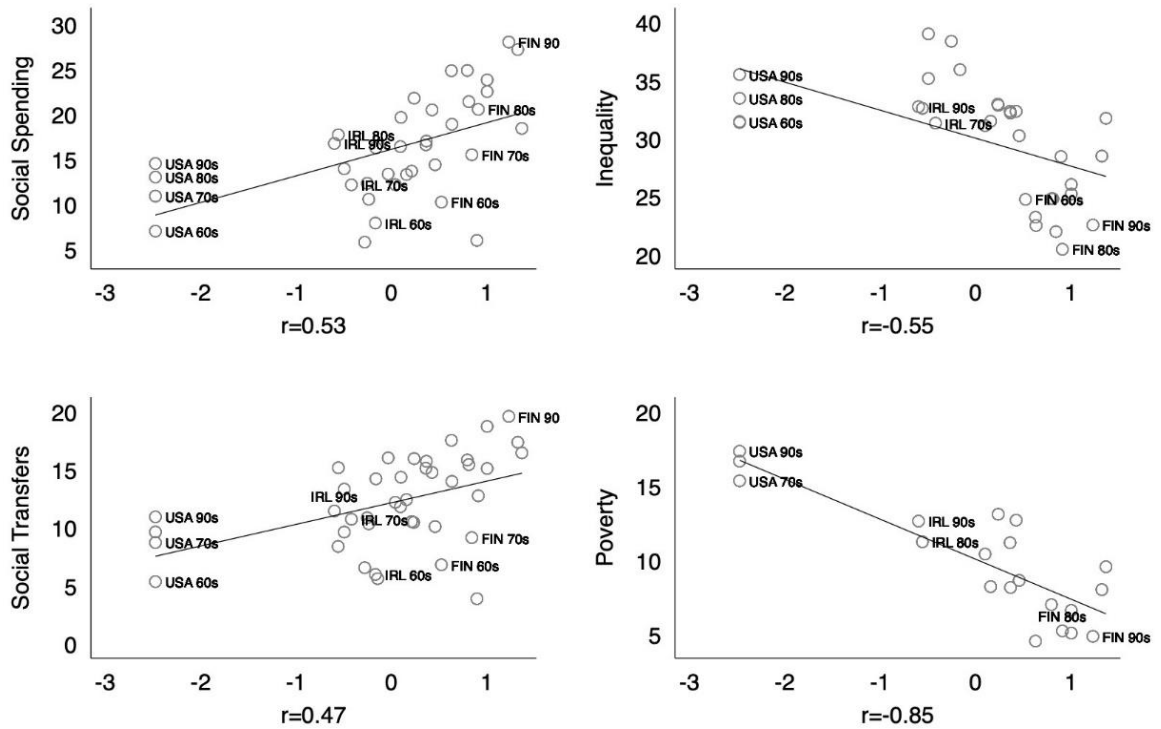 Social Spending
30
25
20
15
10
5
FIN 90
FIN 80s
IRL 80s
IRL 90s
FIN 70s
USA 90s
USA 80s
IRL 70s
USA 70s
FIN 60s
IRL 60s
USA 60s
-3 -2 -1 0 1
r=0.53
Inequality
40
35
30
25
20
USA 90s
USA 80s
IRL 90s
USA 60s
IRL 70s
FIN 60s
FIN 90s
FIN 80s
-3 -2 -1 0 1
r=-0.55
Social Transfers
20
15
10
5
0
FIN 90
IRL 90s
USA 90s
IRL 70s
USA 70s
FIN 70s
FIN 60s
IRL 60s
USA 60s
-3 -2 -1 0 1
r=0.47
Poverty
20
15
10
5
USA 90s
USA 70s
IRL 90s
IRL 80s
FIN 80s
FIN 90s
-3 -2 -1 0 1
r=-0.85